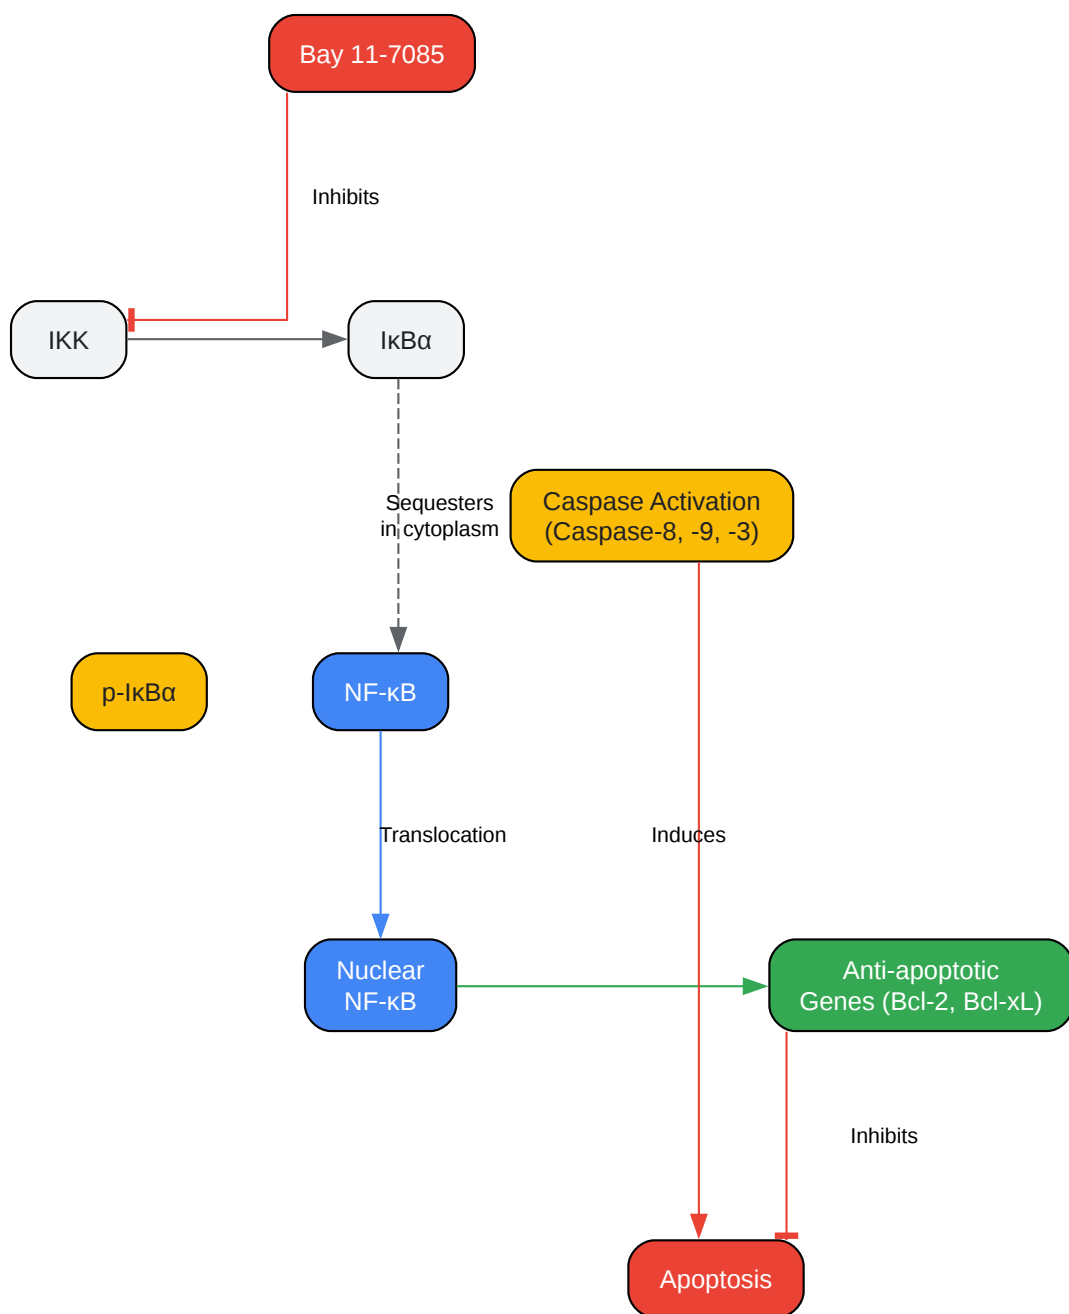 Bay 11-7085
Inhibits
IKK
IκBα
Sequesters
in cytoplasm
Caspase Activation
(Caspase-8, -9, -3)
p-IκBα
NF-κB
Translocation
Induces
Nuclear
NF-κB
Anti-apoptotic
Genes (Bcl-2, Bcl-xL)
Inhibits
Apoptosis